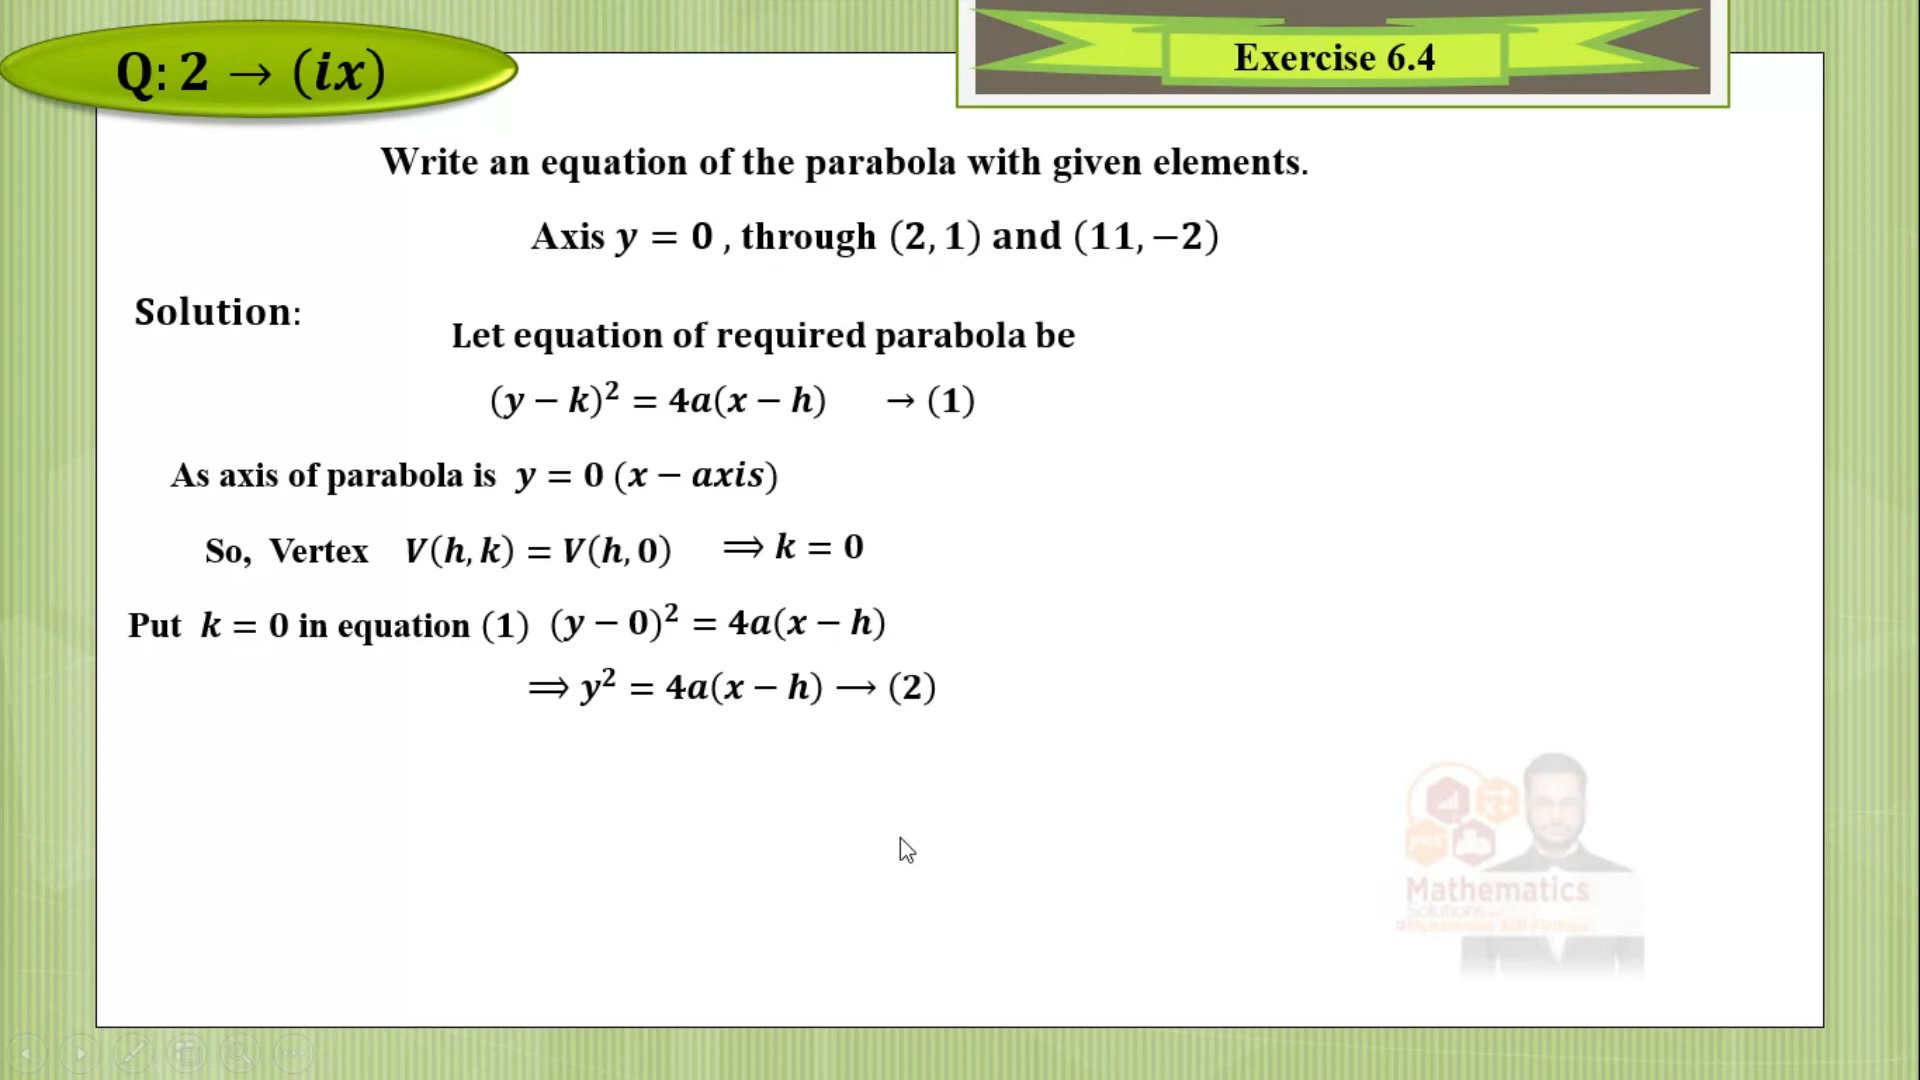 Q: 2 → (ix)
Exercise 6.4
Write an equation of the parabola with given elements.
Axis y = 0 , through (2, 1) and (11, −2)
Solution:
Let equation of required parabola be
(y − k)² = 4a(x − h) → (1)
As axis of parabola is y = 0 (x − axis)
So, Vertex V(h, k) = V(h, 0) ⟹ k = 0
Put k = 0 in equation (1) (y − 0)² = 4a(x − h)
⟹ y² = 4a(x − h) ⟶ (2)
Mathematics
Solutions